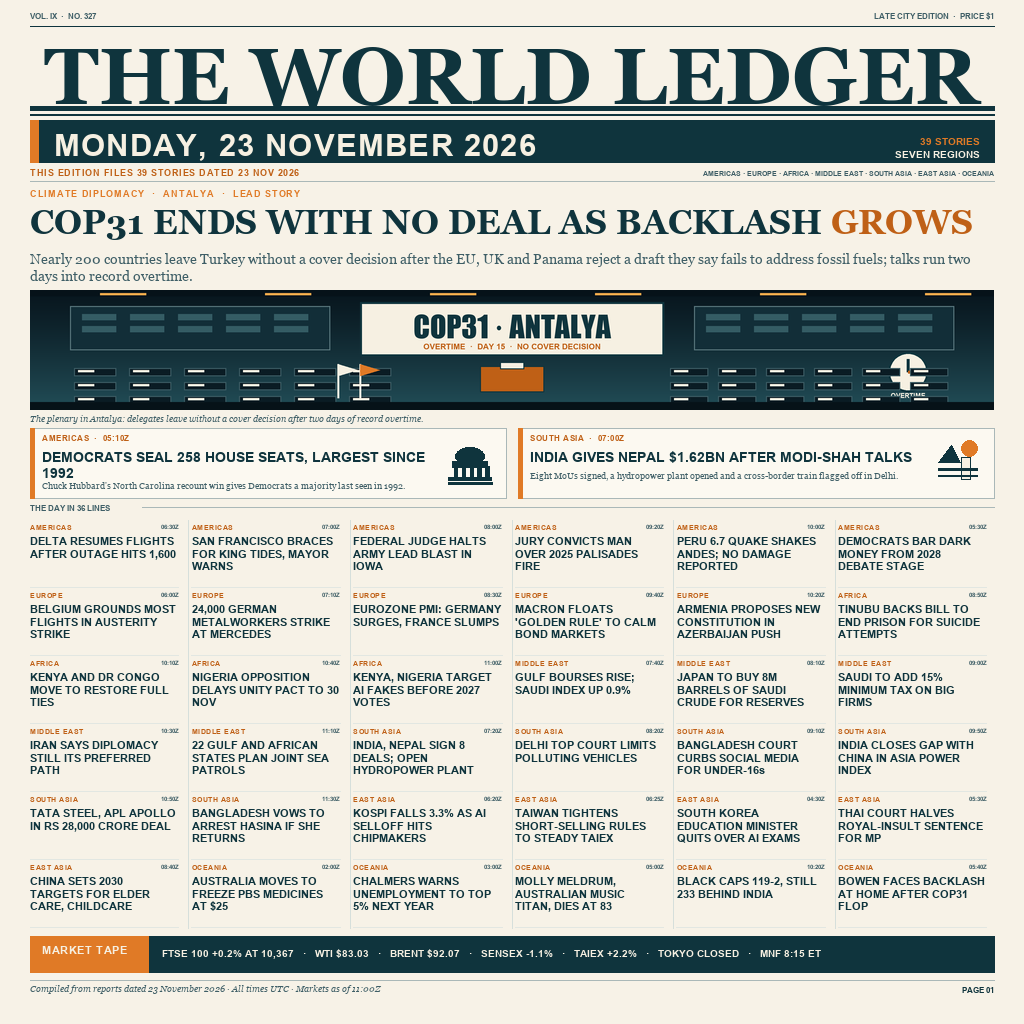 VOL. IX · NO. 327
LATE CITY EDITION · PRICE $1
THE WORLD LEDGER
MONDAY, 23 NOVEMBER 2026
39 STORIES
SEVEN REGIONS
THIS EDITION FILES 39 STORIES DATED 23 NOV 2026
AMERICAS · EUROPE · AFRICA · MIDDLE EAST · SOUTH ASIA · EAST ASIA · OCEANIA
CLIMATE DIPLOMACY · ANTALYA · LEAD STORY
COP31 ENDS WITH NO DEAL AS BACKLASH GROWS
Nearly 200 countries leave Turkey without a cover decision after the EU, UK and Panama reject a draft they say fails to address fossil fuels; talks run two
days into record overtime.
COP31 · ANTALYA
OVERTIME · DAY 15 · NO COVER DECISION
OVERTIME
The plenary in Antalya: delegates leave without a cover decision after two days of record overtime.
AMERICAS · 05:10Z
DEMOCRATS SEAL 258 HOUSE SEATS, LARGEST SINCE
1992
Chuck Hubbard's North Carolina recount win gives Democrats a majority last seen in 1992.
SOUTH ASIA · 07:00Z
INDIA GIVES NEPAL $1.62BN AFTER MODI-SHAH TALKS
Eight MoUs signed, a hydropower plant opened and a cross-border train flagged off in Delhi.
THE DAY IN 36 LINES
AMERICAS 06:30Z
DELTA RESUMES FLIGHTS
AFTER OUTAGE HITS 1,600
AMERICAS 07:00Z
SAN FRANCISCO BRACES
FOR KING TIDES, MAYOR
WARNS
AMERICAS 08:00Z
FEDERAL JUDGE HALTS
ARMY LEAD BLAST IN
IOWA
AMERICAS 09:20Z
JURY CONVICTS MAN
OVER 2025 PALISADES
FIRE
AMERICAS 10:00Z
PERU 6.7 QUAKE SHAKES
ANDES; NO DAMAGE
REPORTED
AMERICAS 05:30Z
DEMOCRATS BAR DARK
MONEY FROM 2028
DEBATE STAGE
EUROPE 06:00Z
BELGIUM GROUNDS MOST
FLIGHTS IN AUSTERITY
STRIKE
EUROPE 07:10Z
24,000 GERMAN
METALWORKERS STRIKE
AT MERCEDES
EUROPE 08:30Z
EUROZONE PMI: GERMANY
SURGES, FRANCE SLUMPS
EUROPE 09:40Z
MACRON FLOATS
'GOLDEN RULE' TO CALM
BOND MARKETS
EUROPE 10:20Z
ARMENIA PROPOSES NEW
CONSTITUTION IN
AZERBAIJAN PUSH
AFRICA 08:50Z
TINUBU BACKS BILL TO
END PRISON FOR SUICIDE
ATTEMPTS
AFRICA 10:10Z
KENYA AND DR CONGO
MOVE TO RESTORE FULL
TIES
AFRICA 10:40Z
NIGERIA OPPOSITION
DELAYS UNITY PACT TO 30
NOV
AFRICA 11:00Z
KENYA, NIGERIA TARGET
AI FAKES BEFORE 2027
VOTES
MIDDLE EAST 07:40Z
GULF BOURSES RISE;
SAUDI INDEX UP 0.9%
MIDDLE EAST 08:10Z
JAPAN TO BUY 8M
BARRELS OF SAUDI
CRUDE FOR RESERVES
MIDDLE EAST 09:00Z
SAUDI TO ADD 15%
MINIMUM TAX ON BIG
FIRMS
MIDDLE EAST 10:30Z
IRAN SAYS DIPLOMACY
STILL ITS PREFERRED
PATH
MIDDLE EAST 11:10Z
22 GULF AND AFRICAN
STATES PLAN JOINT SEA
PATROLS
SOUTH ASIA 07:20Z
INDIA, NEPAL SIGN 8
DEALS; OPEN
HYDROPOWER PLANT
SOUTH ASIA 08:20Z
DELHI TOP COURT LIMITS
POLLUTING VEHICLES
SOUTH ASIA 09:10Z
BANGLADESH COURT
CURBS SOCIAL MEDIA
FOR UNDER-16s
SOUTH ASIA 09:50Z
INDIA CLOSES GAP WITH
CHINA IN ASIA POWER
INDEX
SOUTH ASIA 10:50Z
TATA STEEL, APL APOLLO
IN RS 28,000 CRORE DEAL
SOUTH ASIA 11:30Z
BANGLADESH VOWS TO
ARREST HASINA IF SHE
RETURNS
EAST ASIA 06:20Z
KOSPI FALLS 3.3% AS AI
SELLOFF HITS
CHIPMAKERS
EAST ASIA 06:25Z
TAIWAN TIGHTENS
SHORT-SELLING RULES
TO STEADY TAIEX
EAST ASIA 04:30Z
SOUTH KOREA
EDUCATION MINISTER
QUITS OVER AI EXAMS
EAST ASIA 05:30Z
THAI COURT HALVES
ROYAL-INSULT SENTENCE
FOR MP
EAST ASIA 08:40Z
CHINA SETS 2030
TARGETS FOR ELDER
CARE, CHILDCARE
OCEANIA 02:00Z
AUSTRALIA MOVES TO
FREEZE PBS MEDICINES
AT $25
OCEANIA 03:00Z
CHALMERS WARNS
UNEMPLOYMENT TO TOP
5% NEXT YEAR
OCEANIA 05:00Z
MOLLY MELDRUM,
AUSTRALIAN MUSIC
TITAN, DIES AT 83
OCEANIA 10:20Z
BLACK CAPS 119-2, STILL
233 BEHIND INDIA
OCEANIA 05:40Z
BOWEN FACES BACKLASH
AT HOME AFTER COP31
FLOP
MARKET TAPE
FTSE 100 +0.2% AT 10,367 · WTI $83.03 · BRENT $92.07 · SENSEX -1.1% · TAIEX +2.2% · TOKYO CLOSED · MNF 8:15 ET
Compiled from reports dated 23 November 2026 · All times UTC · Markets as of 11:00Z
PAGE 01